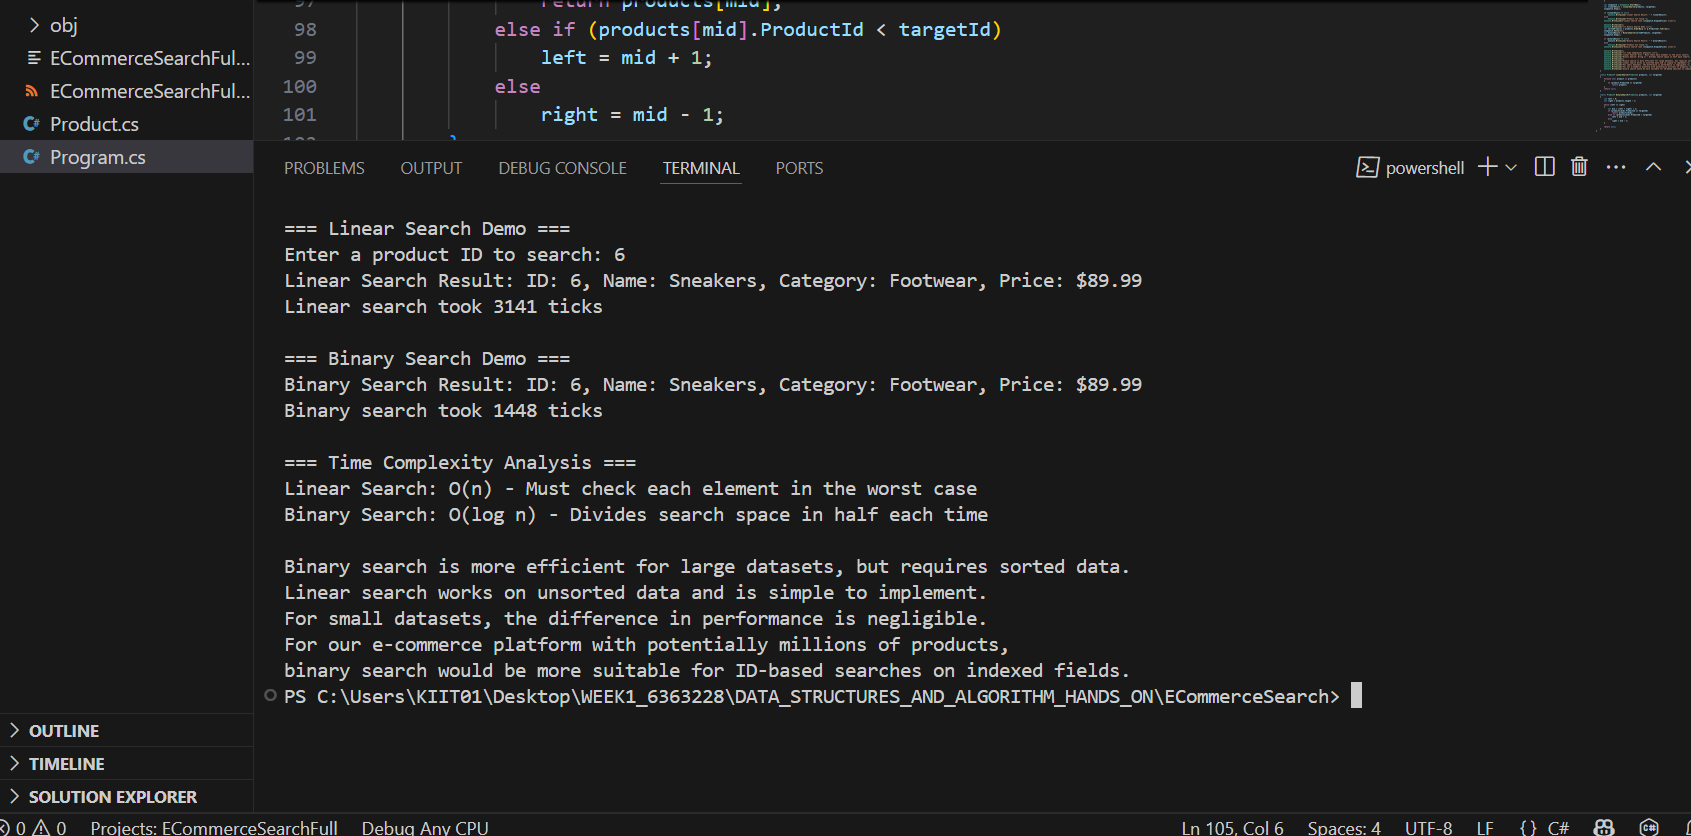 obj
ECommerceSearchFul...
ECommerceSearchFul...
C# Product.cs
C# Program.cs
return products[mid];
98 else if (products[mid].ProductId < targetId)
99 left = mid + 1;
100 else
101 right = mid - 1;
PROBLEMS OUTPUT DEBUG CONSOLE TERMINAL PORTS powershell
=== Linear Search Demo ===
Enter a product ID to search: 6
Linear Search Result: ID: 6, Name: Sneakers, Category: Footwear, Price: $89.99
Linear search took 3141 ticks
=== Binary Search Demo ===
Binary Search Result: ID: 6, Name: Sneakers, Category: Footwear, Price: $89.99
Binary search took 1448 ticks
=== Time Complexity Analysis ===
Linear Search: O(n) - Must check each element in the worst case
Binary Search: O(log n) - Divides search space in half each time
Binary search is more efficient for large datasets, but requires sorted data.
Linear search works on unsorted data and is simple to implement.
For small datasets, the difference in performance is negligible.
For our e-commerce platform with potentially millions of products,
binary search would be more suitable for ID-based searches on indexed fields.
PS C:\Users\KIIT01\Desktop\WEEK1_6363228\DATA_STRUCTURES_AND_ALGORITHM_HANDS_ON\ECommerceSearch>
OUTLINE
TIMELINE
SOLUTION EXPLORER
0 0 Projects: ECommerceSearchFull Debug Any CPU Ln 105, Col 6 Spaces: 4 UTF-8 LF {} C#